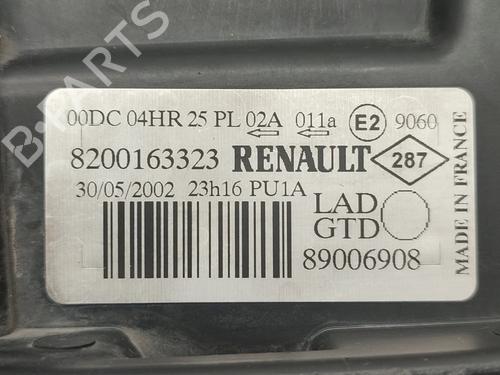 00DC 04HR 25 PL 02A 011a E2 9060
8200163323 RENAULT 287
30/05/2002 23h16 PU1A
LAD
GTD
89006908
MADE IN FRANCE
B-PARTS